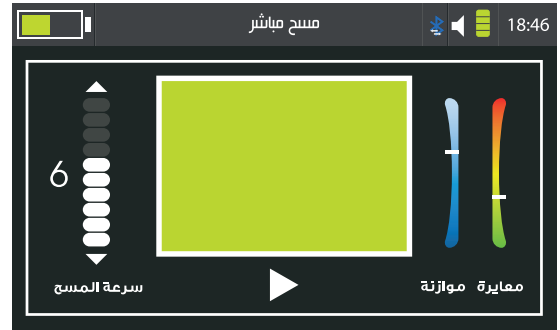 مسح مباشر
18:46
6
سرعة المسح
موازنة
معايرة